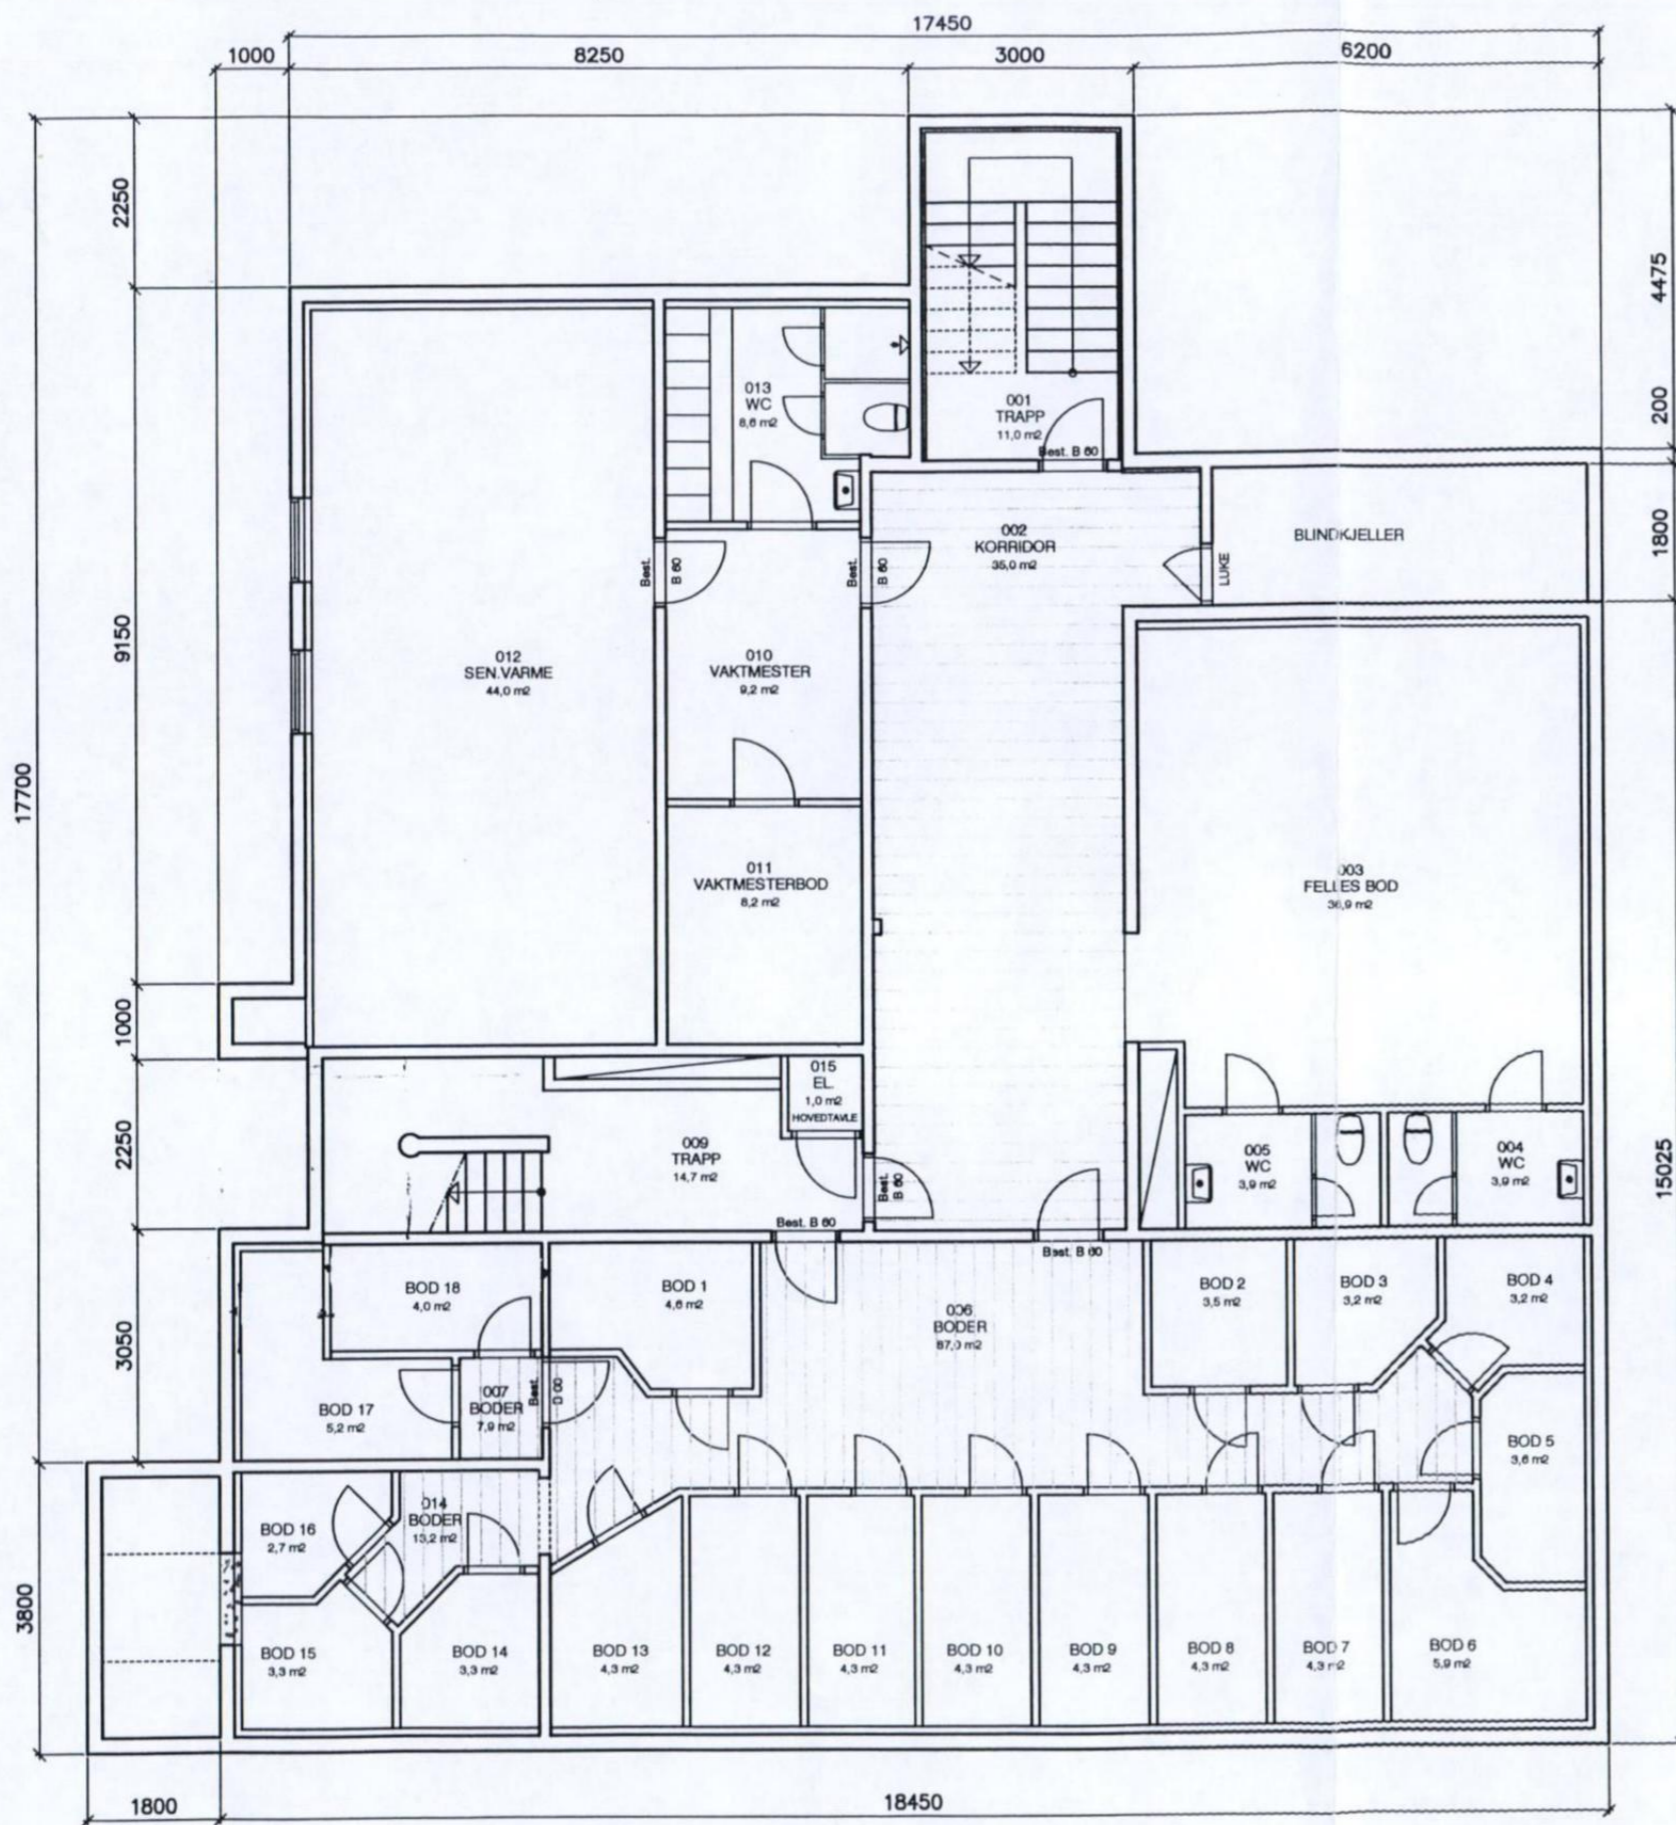 17450
1000
8250
3000
6200
2250
4475
013
WC
8,6 m2
001
TRAPP
11,0 m2
Best. B 60
200
002
KORRIDOR
35,0 m2
BLINDKJELLER
1800
LUKE
Best.
B 60
Best.
B 60
9150
012
SEN.VARME
44,0 m2
010
VAKTMESTER
9,2 m2
17700
011
VAKTMESTERBOD
8,2 m2
003
FELLES BOD
36,9 m2
1000
015
EL.
1,0 m2
HOVEDTAVLE
2250
009
TRAPP
14,7 m2
Best.
B 60
005
WC
3,9 m2
004
WC
3,9 m2
15025
Best. B 60
Best. B 60
BOD 18
4,0 m2
BOD 1
4,6 m2
006
BODER
67,0 m2
BOD 2
3,5 m2
BOD 3
3,2 m2
BOD 4
3,2 m2
3050
007
BODER
7,9 m2
Best.
BOD 17
5,2 m2
BOD 5
3,6 m2
014
BODER
13,2 m2
BOD 16
2,7 m2
3800
BOD 15
3,3 m2
BOD 14
3,3 m2
BOD 13
4,3 m2
BOD 12
4,3 m2
BOD 11
4,3 m2
BOD 10
4,3 m2
BOD 9
4,3 m2
BOD 8
4,3 m2
BOD 7
4,3 m2
BOD 6
5,9 m2
1800
18450